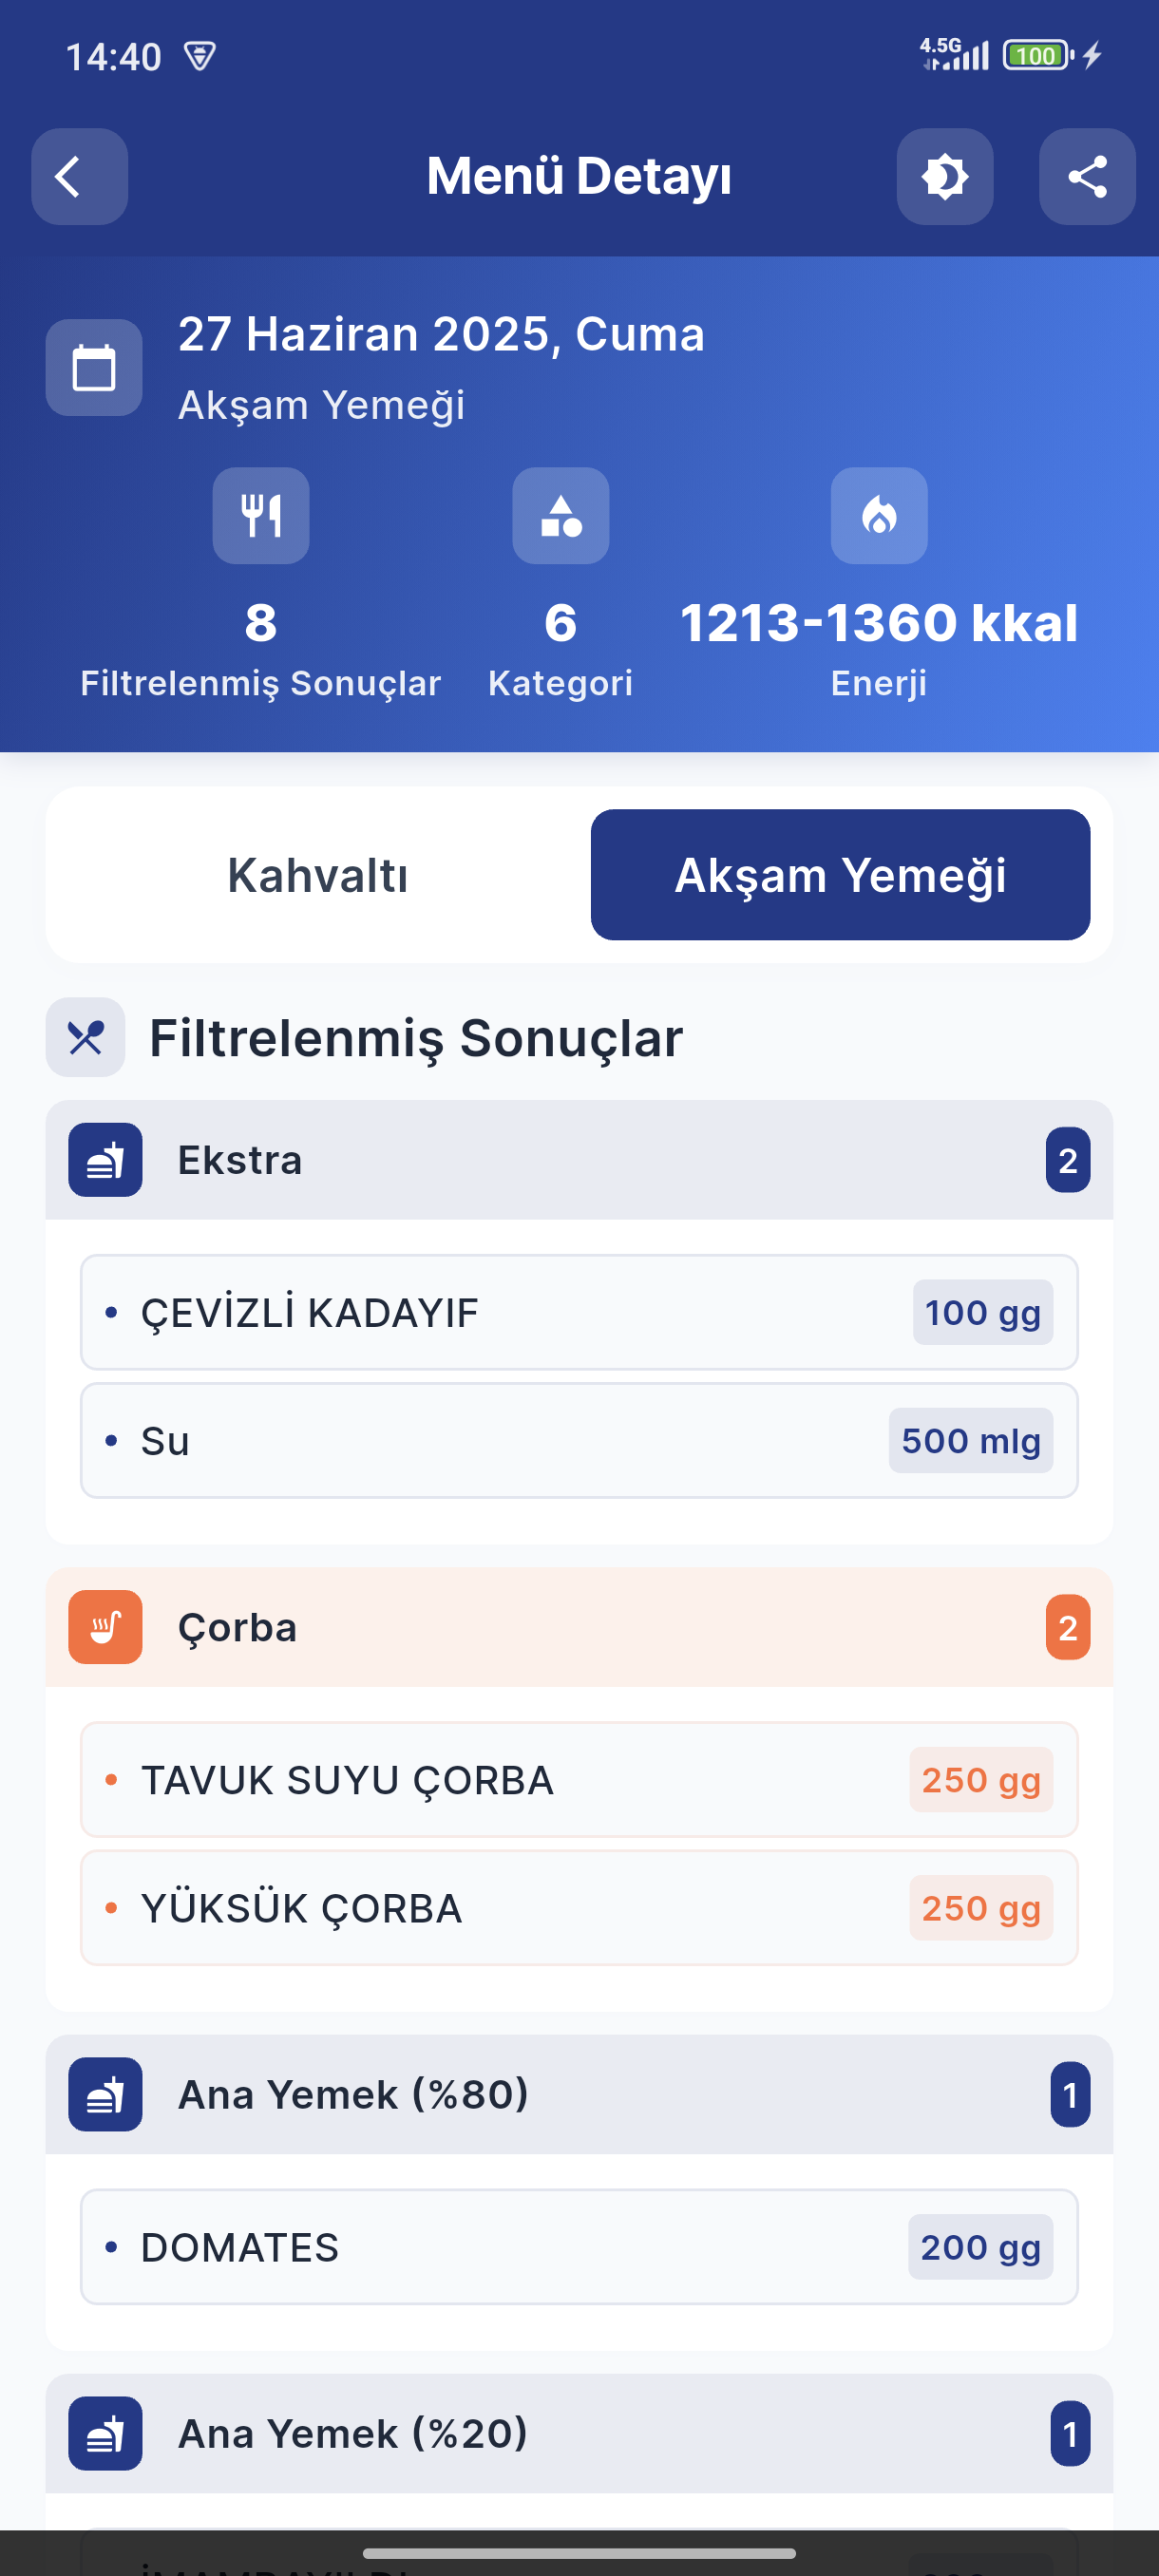 14:40
4.5G
100
Menü Detayı
27 Haziran 2025, Cuma
Akşam Yemeği
8
6
1213-1360 kkal
Filtrelenmiş Sonuçlar
Kategori
Enerji
Kahvaltı
Akşam Yemeği
Filtrelenmiş Sonuçlar
Ekstra
2
ÇEVİZLİ KADAYIF
100 gg
Su
500 mlg
Çorba
2
TAVUK SUYU ÇORBA
250 gg
YÜKSÜK ÇORBA
250 gg
Ana Yemek (%80)
1
DOMATES
200 gg
Ana Yemek (%20)
1